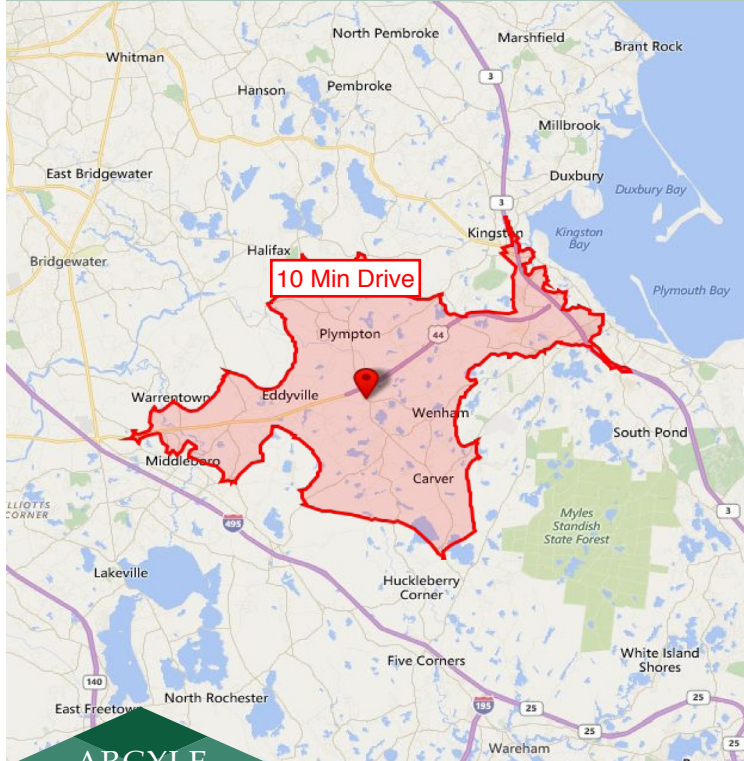 North Pembroke
Marshfield
Brant Rock
Whitman
3
Hanson
Pembroke
Millbrook
East Bridgewater
Duxbury
Duxbury Bay
3
Kingston
Kingston
Bay
Halifax
Bridgewater
10 Min Drive
Plymouth Bay
Plympton
44
Warrentown
Eddyville
Wenham
South Pond
Middleboro
Carver
LLIOTTS
CORNER
495
Myles
Standish
State Forest
3
Lakeville
Huckleberry
Corner
Five Corners
White Island
Shores
140
North Rochester
195
25
25
East Freetow
25
25
Wareham
ARGYLE